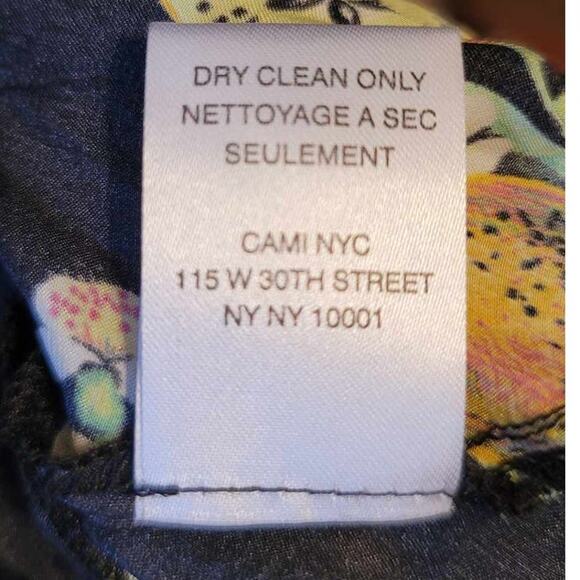 DRY CLEAN ONLY
NETTOYAGE A SEC
SEULEMENT
CAMI NYC
115 W 30TH STREET
NY NY 10001